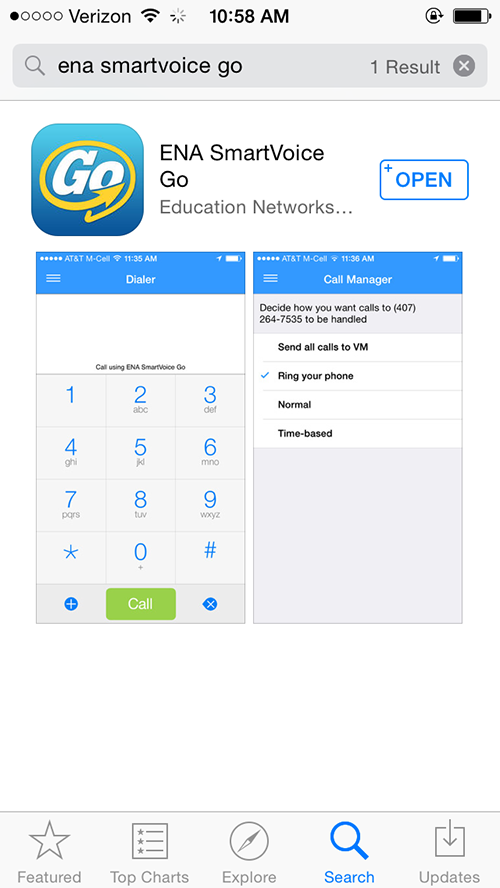 Verizon 10:58 AM
ena smartvoice go 1 Result
Go
ENA SmartVoice
Go
Education Networks...
+ OPEN
AT&T M-Cell 11:35 AM
Dialer
Call using ENA SmartVoice Go
1 2 3
abc def
4 5 6
ghi jkl mno
7 8 9
pqrs tuv wxyz
* 0 #
+
Call
AT&T M-Cell 11:36 AM
Call Manager
Decide how you want calls to (407)
264-7535 to be handled
Send all calls to VM
Ring your phone
Normal
Time-based
Featured Top Charts Explore Search Updates